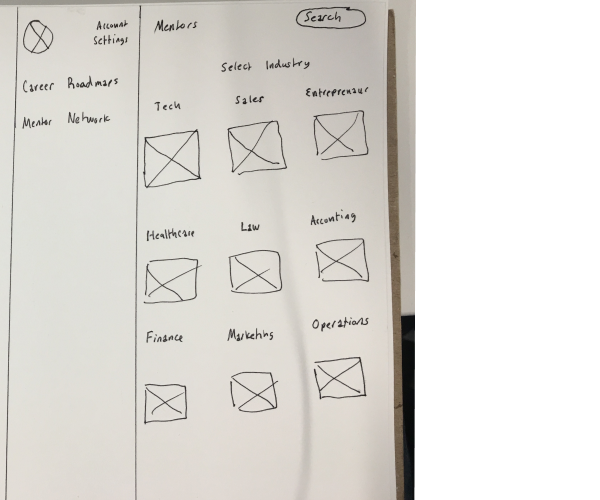 Account
Settings
Career Roadmaps
Mentor Network
Mentors
Search
Select Industry
Tech
Sales
Entrepreneur
Healthcare
Law
Accounting
Finance
Marketing
Operations